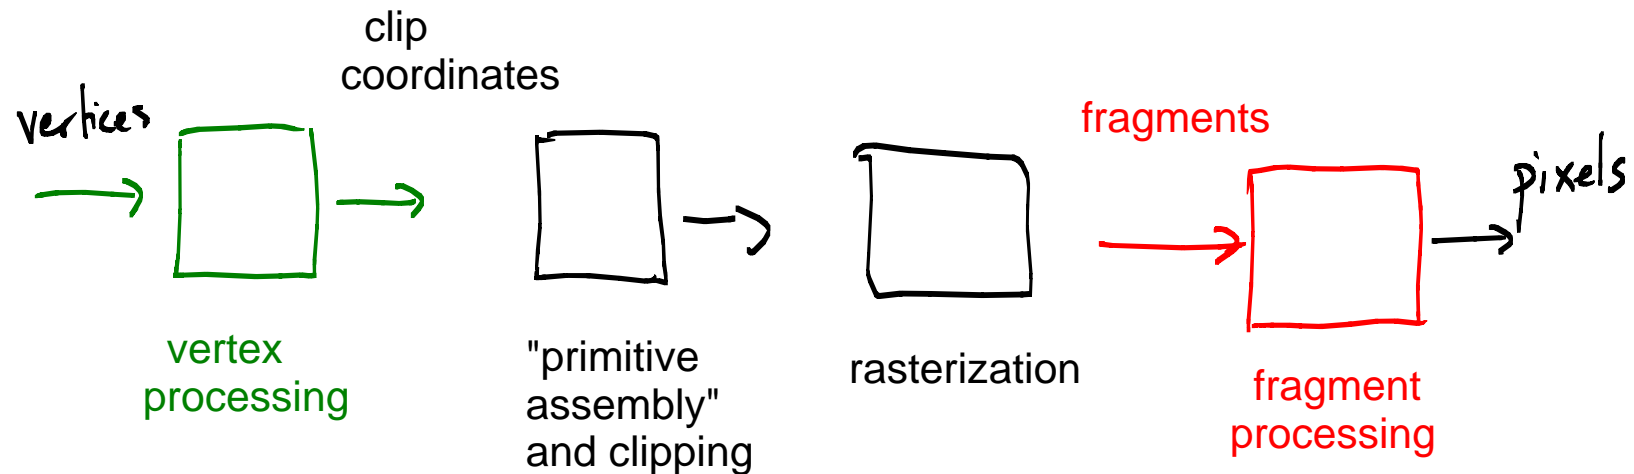 clip
coordinates
vertices
fragments
pixels
vertex
processing
"primitive
assembly"
and clipping
rasterization
fragment
processing